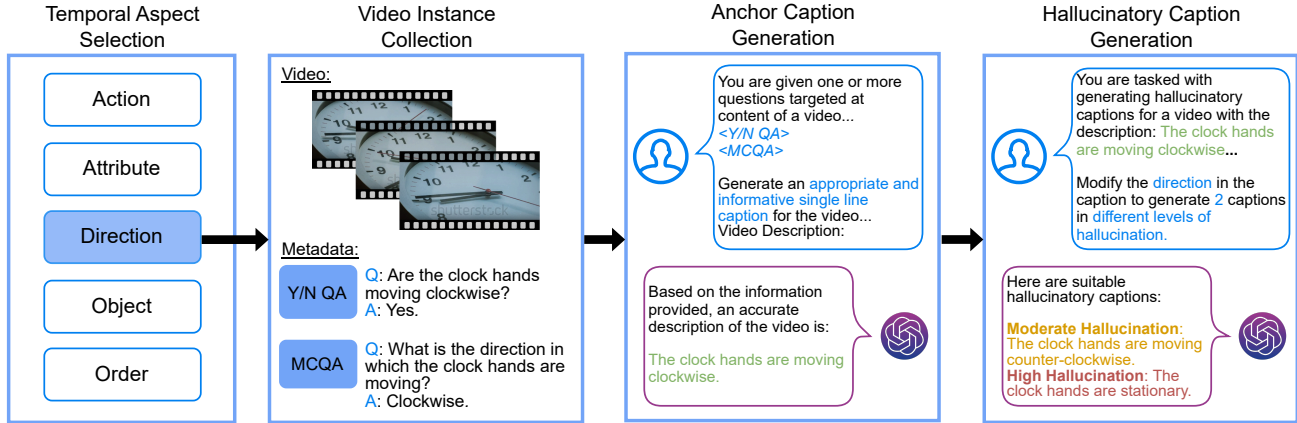 Temporal Aspect
Selection
Action
Attribute
Direction
Object
Order
Video Instance
Collection
Video:
Metadata:
Y/N QA
Q: Are the clock hands
moving clockwise?
A: Yes.
MCQA
Q: What is the direction in
which the clock hands are
moving?
A: Clockwise.
Anchor Caption
Generation
You are given one or more
questions targeted at
content of a video...
<Y/N QA>
<MCQA>
Generate an appropriate and
informative single line
caption for the video...
Video Description:
Based on the information
provided, an accurate
description of the video is:
The clock hands are moving
clockwise.
Hallucinatory Caption
Generation
You are tasked with
generating hallucinatory
captions for a video with the
description: The clock hands
are moving clockwise...
Modify the direction in the
caption to generate 2 captions
in different levels of
hallucination.
Here are suitable
hallucinatory captions:
Moderate Hallucination:
The clock hands are moving
counter-clockwise.
High Hallucination: The
clock hands are stationary.